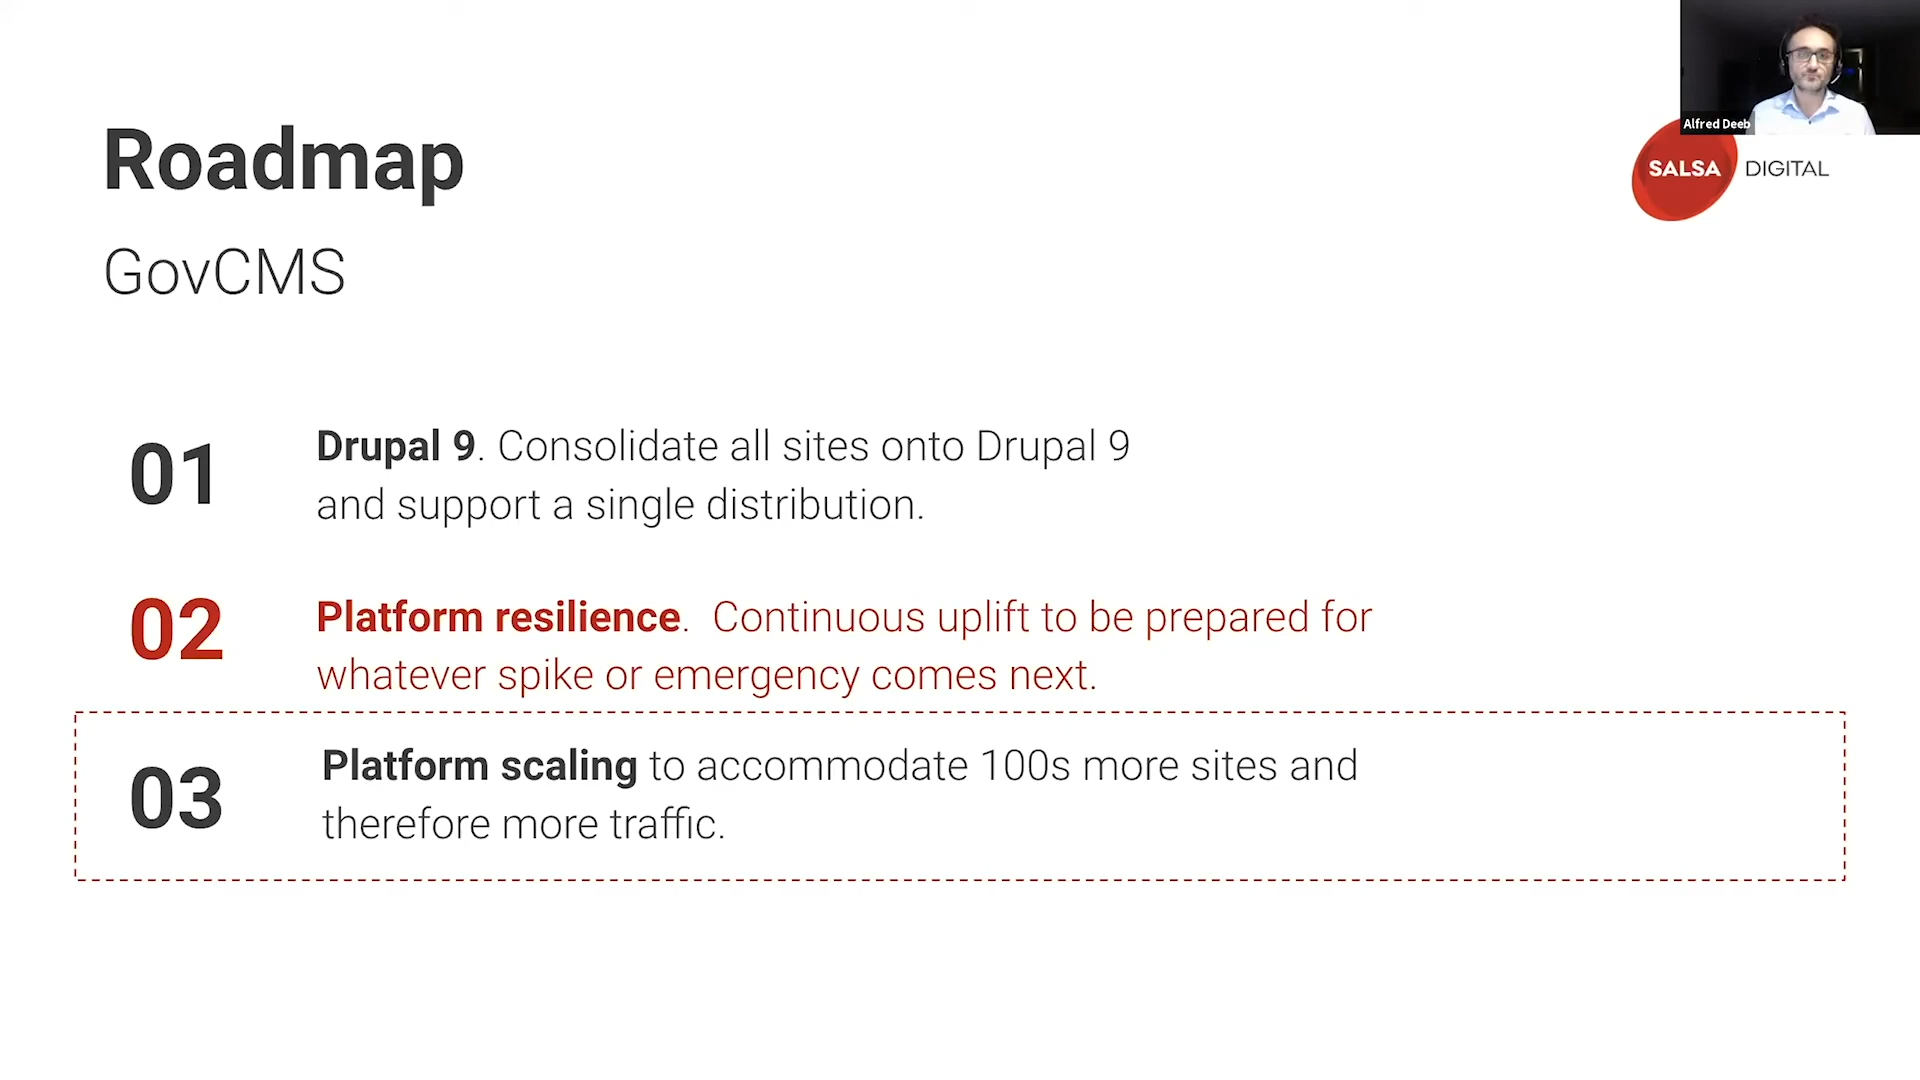 Alfred Deeb
SALSA DIGITAL
Roadmap
GovCMS
01
Drupal 9. Consolidate all sites onto Drupal 9
and support a single distribution.
02
Platform resilience. Continuous uplift to be prepared for
whatever spike or emergency comes next.
03
Platform scaling to accommodate 100s more sites and
therefore more traffic.